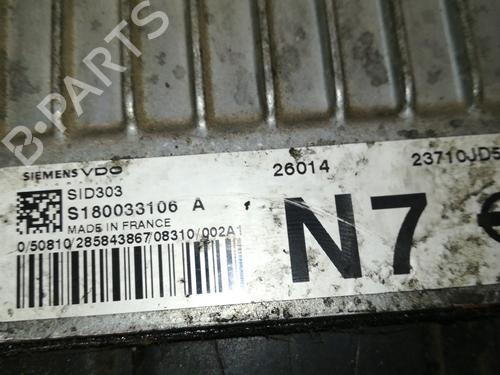 B-PARTS
SIEMENS VDO
SID303
26014
23710JD5
S180033106 A
f
MADE IN FRANCE
0/50810/285843867/08310/002A1
N7